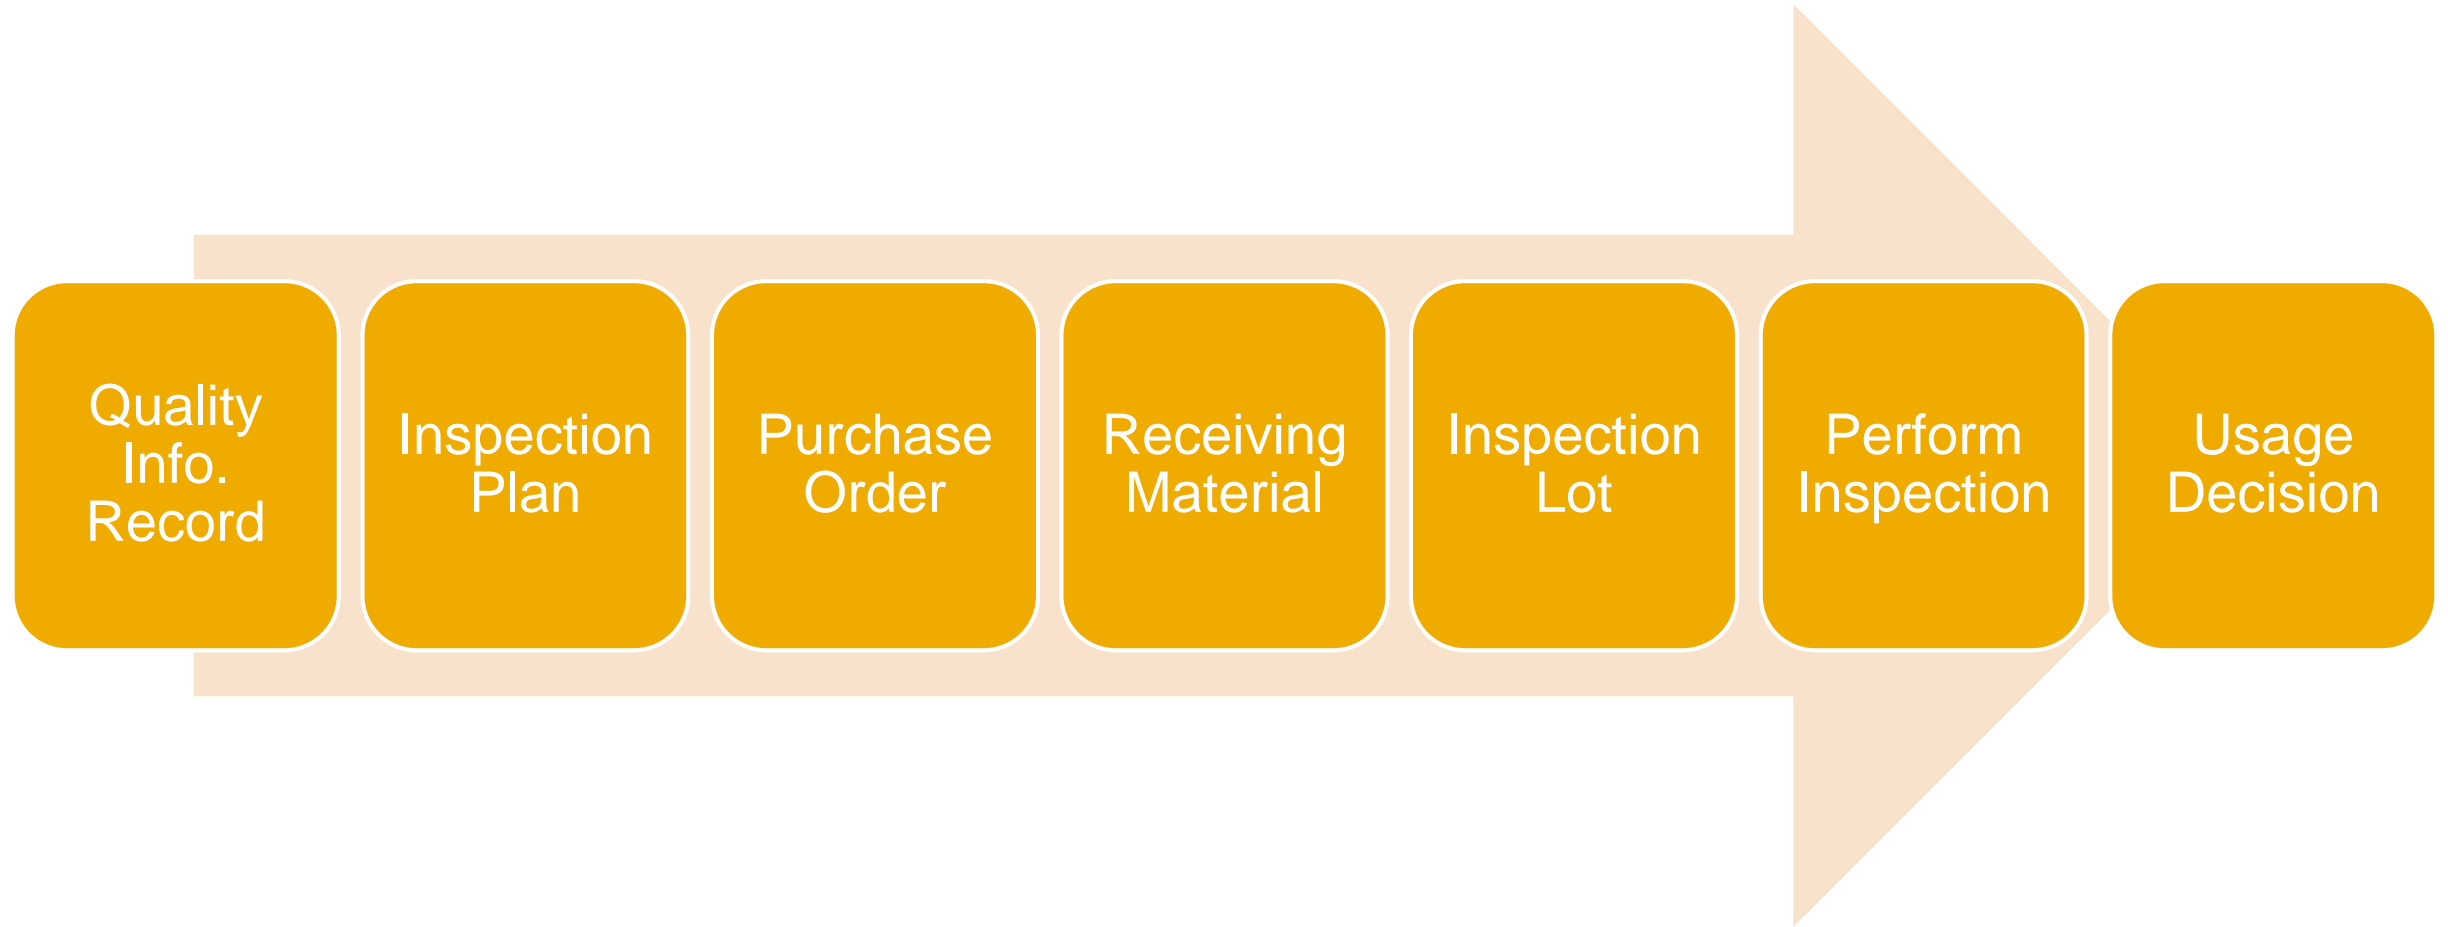 Quality
Info.
Record
Inspection
Plan
Purchase
Order
Receiving
Material
Inspection
Lot
Perform
Inspection
Usage
Decision